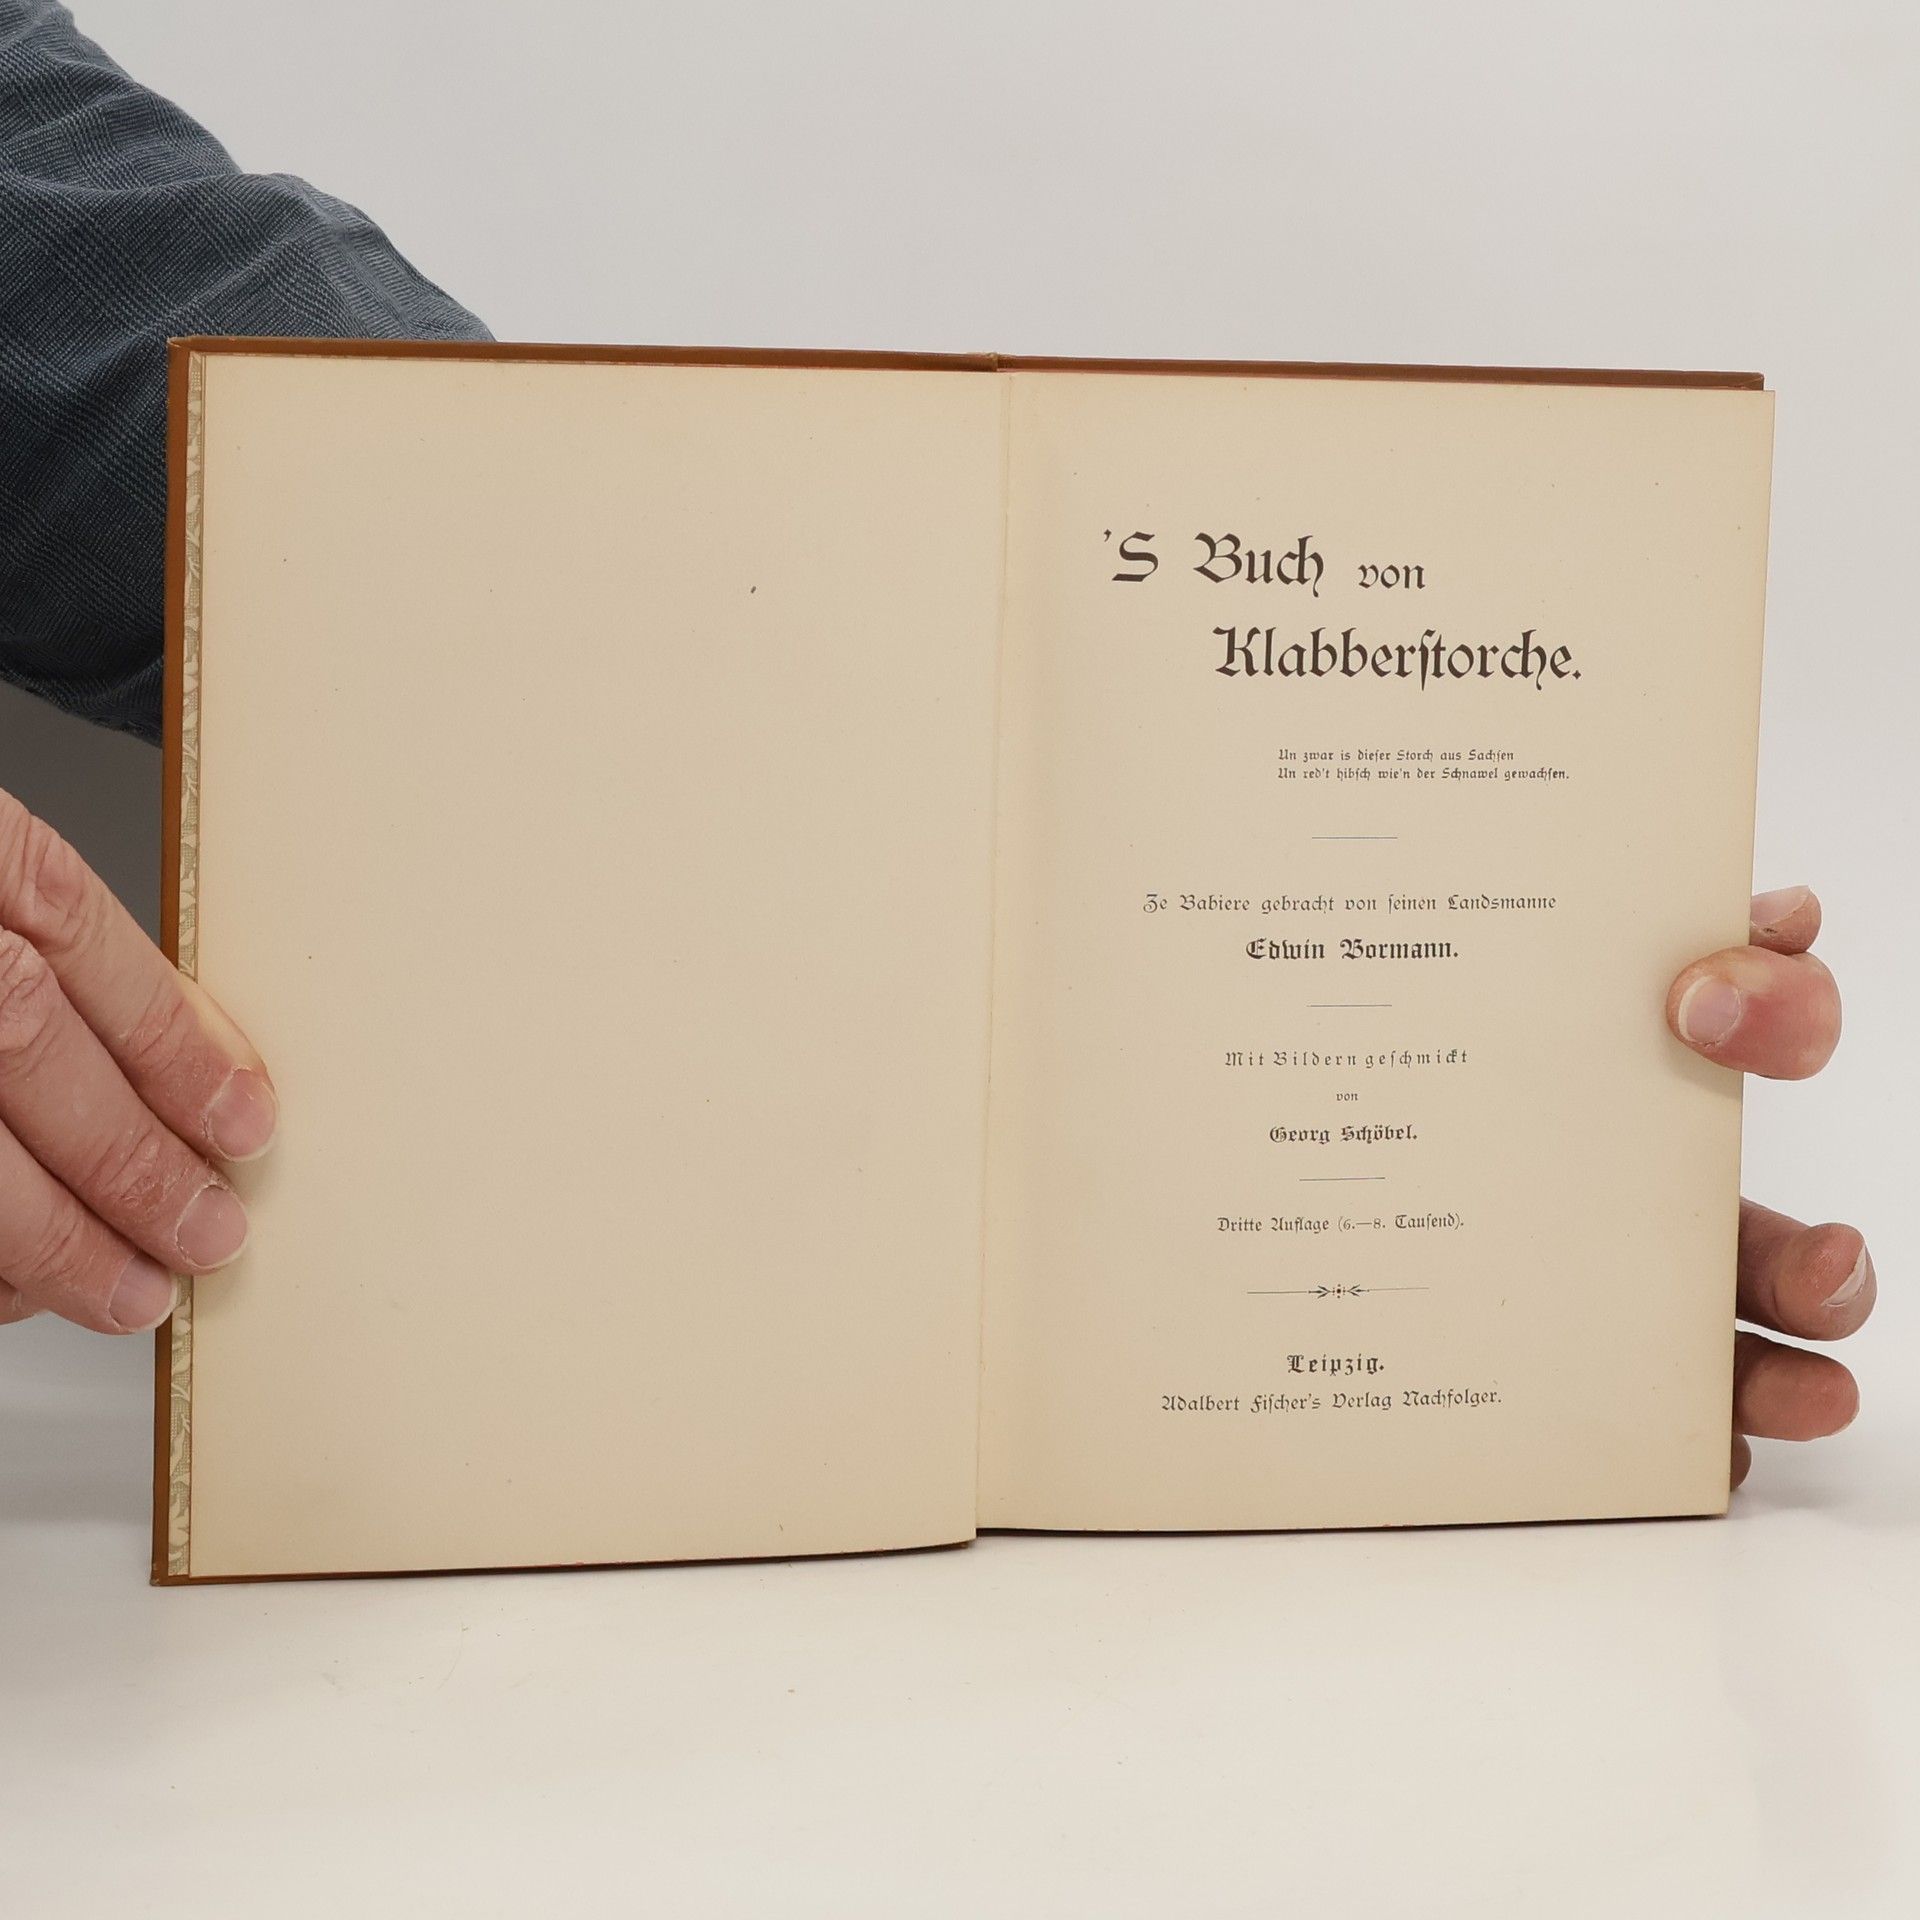 'S Buch von
Klabberſtorche.
Un zwar is dieſer Storch aus Sachſen
Un red't hibſch wie'n der Schnawel gewachſen.
Ze Babiere gebracht von ſeinen Landsmanne
Edwin Bormann.
Mit Bildern geſchmickt
von
Georg Schöbel.
Dritte Auflage (6.—8. Tauſend).
Leipzig.
Adalbert Fiſcher's Verlag Nachfolger.